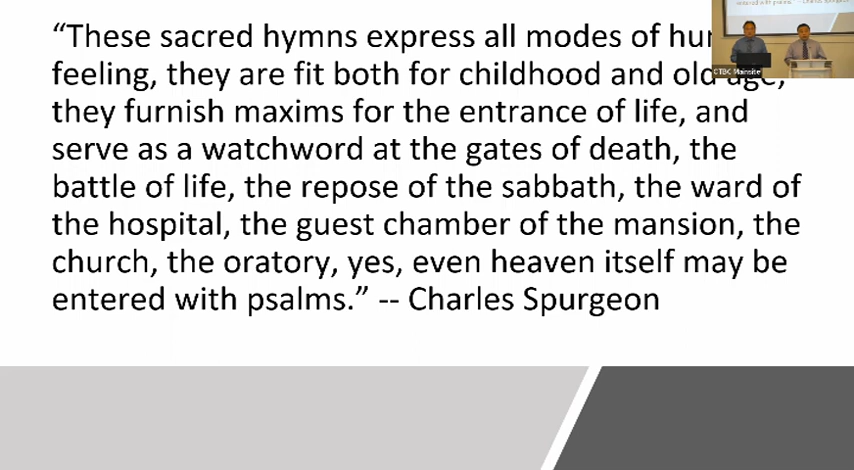 “These sacred hymns express all modes of hu
feeling, they are fit both for childhood and old age,
they furnish maxims for the entrance of life, and
serve as a watchword at the gates of death, the
battle of life, the repose of the sabbath, the ward of
the hospital, the guest chamber of the mansion, the
church, the oratory, yes, even heaven itself may be
entered with psalms.” -- Charles Spurgeon
CTBC Mainsite